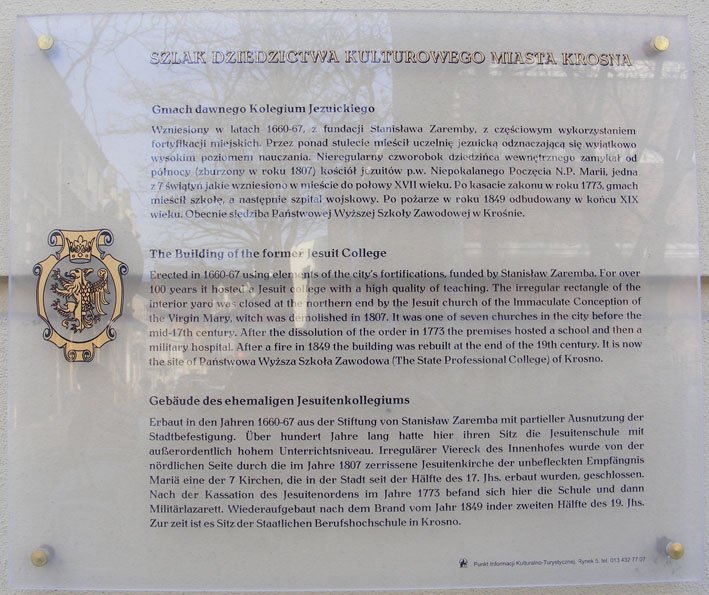 SZLAK DZIEDZICTWA KULTUROWEGO MIASTA KROSNA
Gmach dawnego Kolegium Jezuickiego
Wzniesiony w latach 1660-67, z fundacji Stanisława Zaremby, z częściowym wykorzystaniem
fortyfikacji miejskich. Przez ponad stulecie mieścił uczelnię jezuicką odznaczającą się wyjątkowo
wysokim poziomem nauczania. Nieregularny czworobok dziedzińca wewnętrznego zamykał od
północy (zburzony w roku 1807) kościół jezuitów p.w. Niepokalanego Poczęcia N.P. Marii, jedna
z 7 świątyń jakie wzniesiono w mieście do połowy XVII wieku. Po kasacie zakonu w roku 1773, gmach
mieścił szkołę, a następnie szpital wojskowy. Po pożarze w roku 1849 odbudowany w końcu XIX
wieku. Obecnie siedziba Państwowej Wyższej Szkoły Zawodowej w Krośnie.
The Building of the former Jesuit College
Erected in 1660-67 using elements of the city's fortifications, funded by Stanisław Zaremba. For over
100 years it hosted a Jesuit college with a high quality of teaching. The irregular rectangle of the
interior yard was closed at the northern end by the Jesuit church of the Immaculate Conception of
the Virgin Mary, witch was demolished in 1807. It was one of seven churches in the city before the
mid-17th century. After the dissolution of the order in 1773 the premises hosted a school and then a
military hospital. After a fire in 1849 the building was rebuilt at the end of the 19th century. It is now
the site of Państwowa Wyższa Szkoła Zawodowa (The State Professional College) of Krosno.
Gebäude des ehemaligen Jesuitenkollegiums
Erbaut in den Jahren 1660-67 aus der Stiftung von Stanisław Zaremba mit partieller Ausnutzung der
Stadtbefestigung. Über hundert Jahre lang hatte hier ihren Sitz die Jesuitenschule mit
außerordentlich hohem Unterrichtsniveau. Irregulärer Viereck des Innenhofes wurde von der
nördlichen Seite durch die im Jahre 1807 zerrissene Jesuitenkirche der unbefleckten Empfängnis
Mariä eine der 7 Kirchen, die in der Stadt seit der Hälfte des 17. Jhs. erbaut wurden, geschlossen.
Nach der Kassation des Jesuitenordens im Jahre 1773 befand sich hier die Schule und dann
Militärlazarett. Wiederaufgebaut nach dem Brand vom Jahr 1849 inder zweiten Hälfte des 19. Jhs.
Zur zeit ist es Sitz der Staatlichen Berufshochschule in Krosno.
Punkt Informacji Kulturalno-Turystycznej, Rynek 5, tel. 013 432 77 07